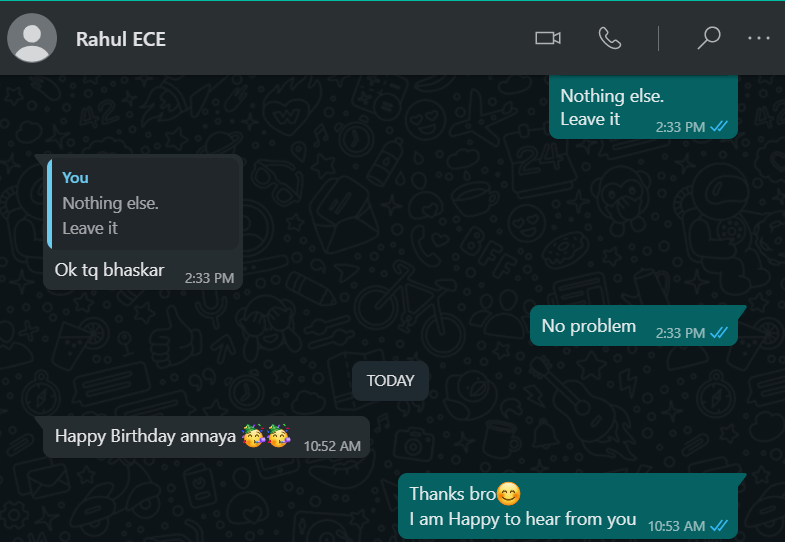 Rahul ECE
Nothing else.
Leave it
2:33 PM
You
Nothing else.
Leave it
Ok tq bhaskar 2:33 PM
No problem 2:33 PM
TODAY
Happy Birthday annaya 🥳🥳 10:52 AM
Thanks bro😊
I am Happy to hear from you 10:53 AM